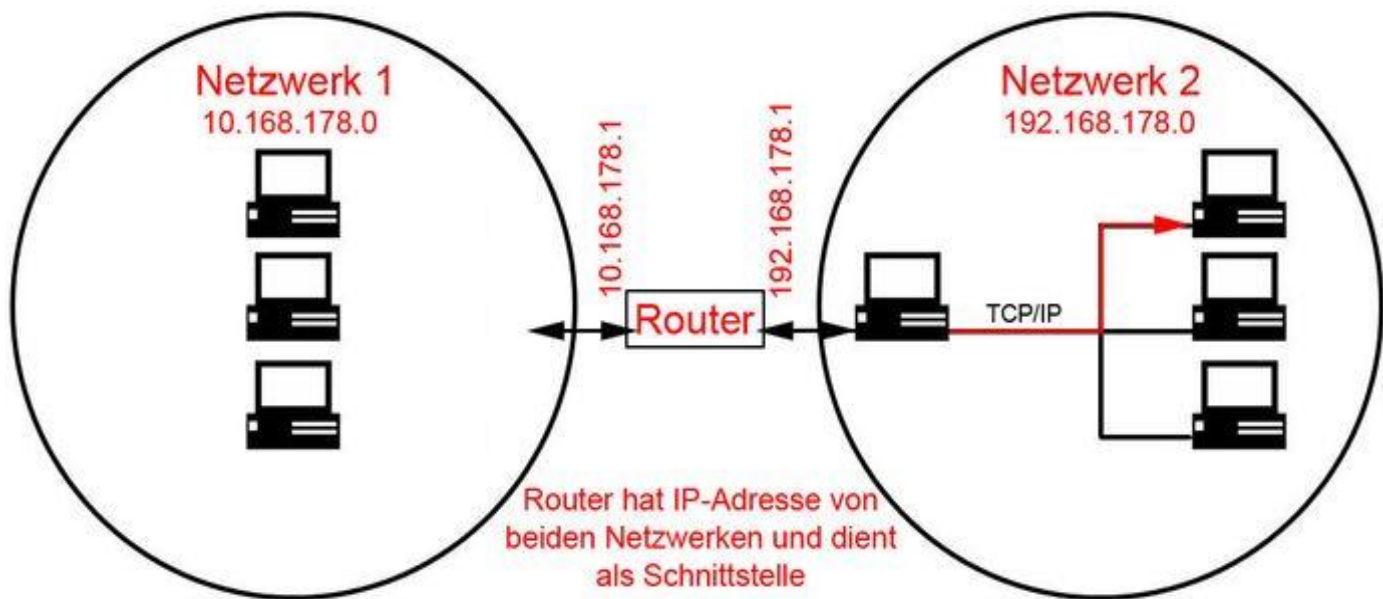 Netzwerk 1
10.168.178.0
10.168.178.1
Router
192.168.178.1
Netzwerk 2
192.168.178.0
TCP/IP
Router hat IP-Adresse von
beiden Netzwerken und dient
als Schnittstelle